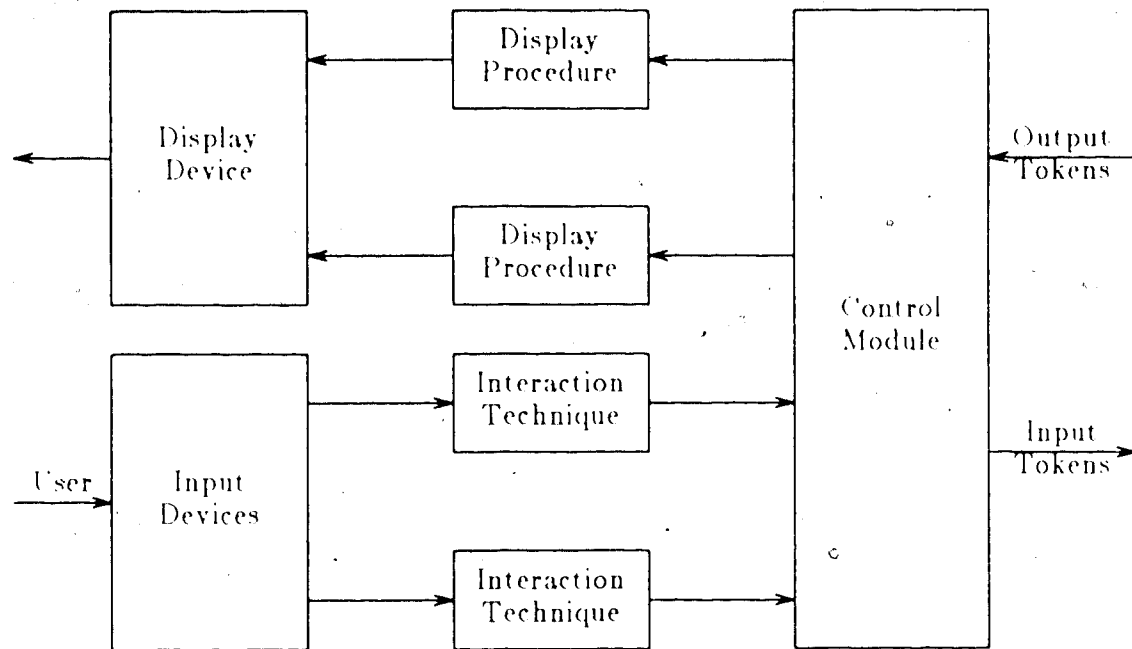 Display
Procedure
Display
Device
Output
Tokens
Display
Procedure
Control
Module
Interaction
Technique
User
Input
Devices
Input
Tokens
Interaction
Technique